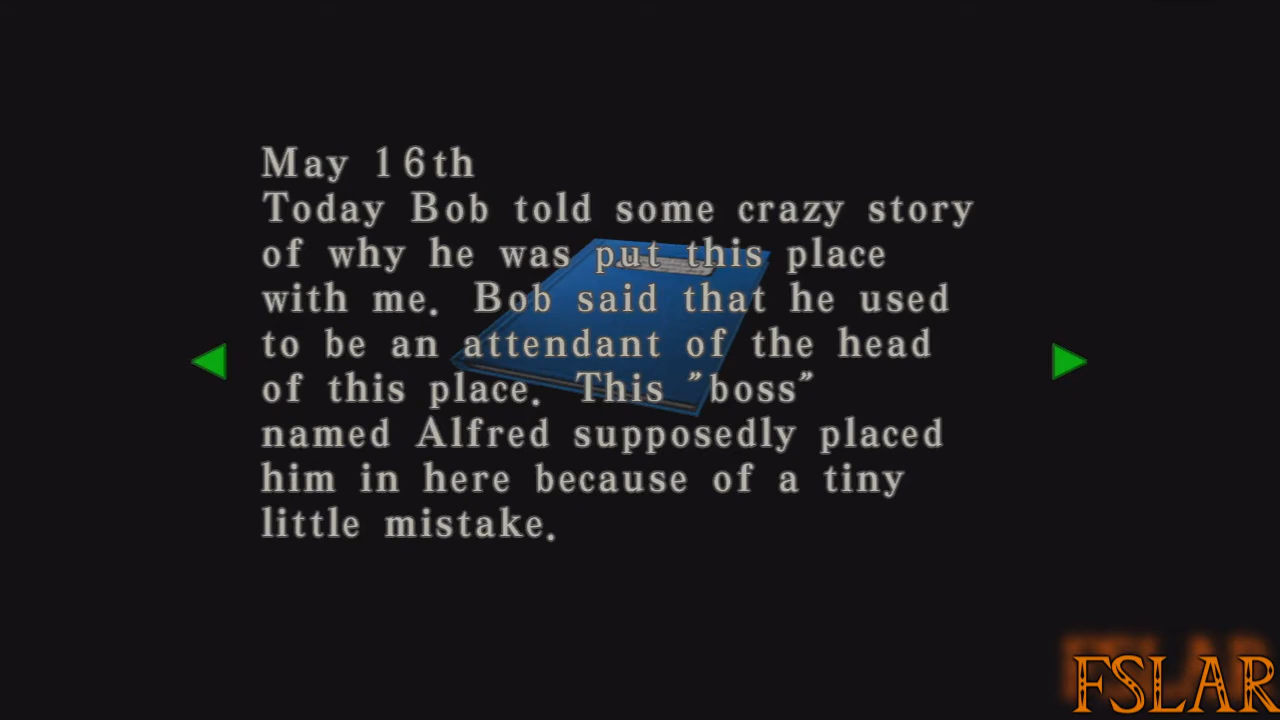 May 16th
Today Bob told some crazy story
of why he was put this place
with me. Bob said that he used
to be an attendant of the head
of this place. This "boss"
named Alfred supposedly placed
him in here because of a tiny
little mistake.
FSLAR